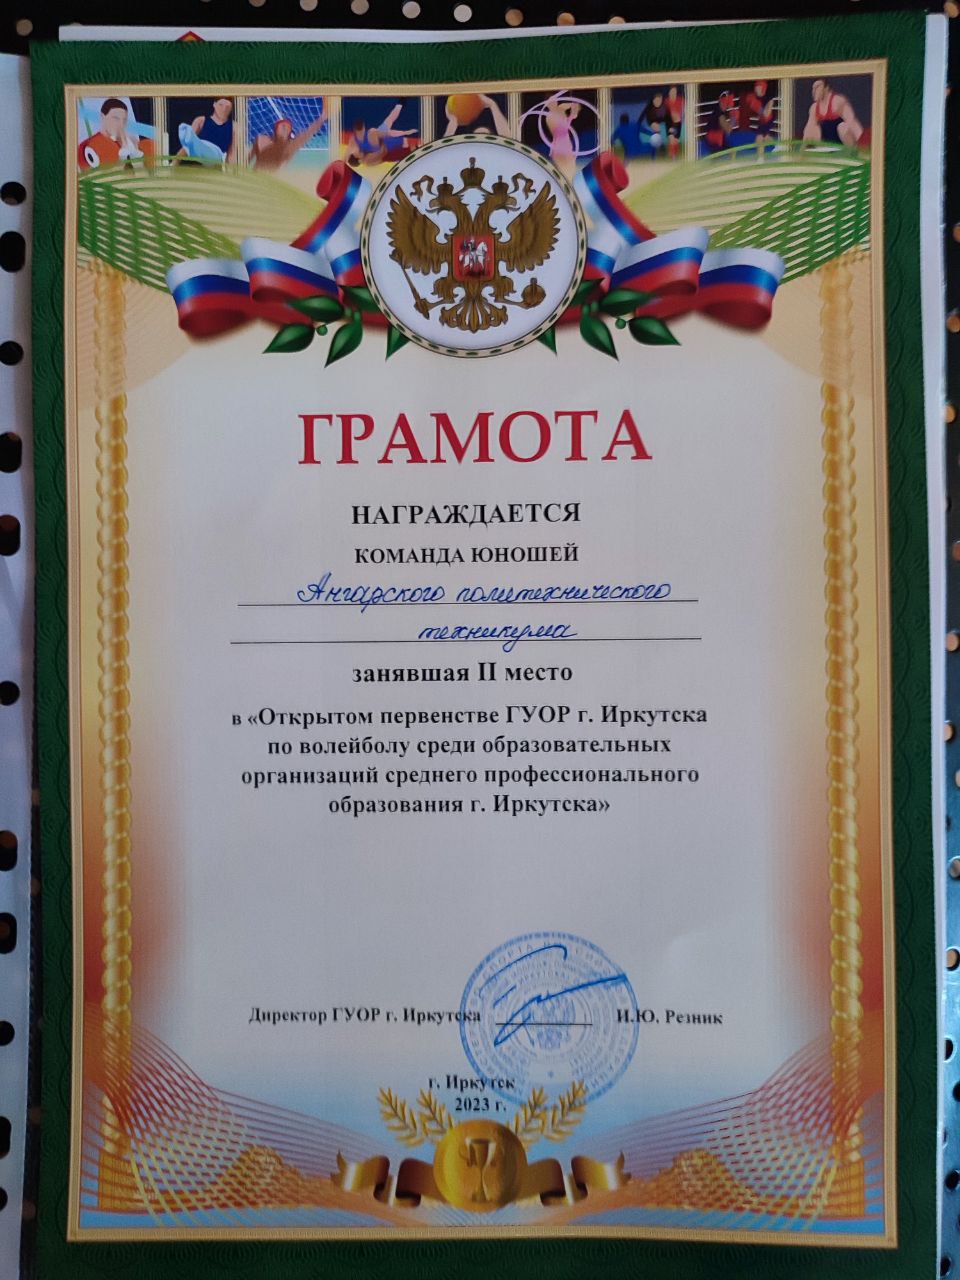 ГРАМОТА
НАГРАЖДАЕТСЯ
КОМАНДА ЮНОШЕЙ
Ангарского политехнического
техникума
занявшая II место
в «Открытом первенстве ГУОР г. Иркутска
по волейболу среди образовательных
организаций среднего профессионального
образования г. Иркутска»
Директор ГУОР г. Иркутска И.Ю. Резник
г. Иркутск
2023 г.